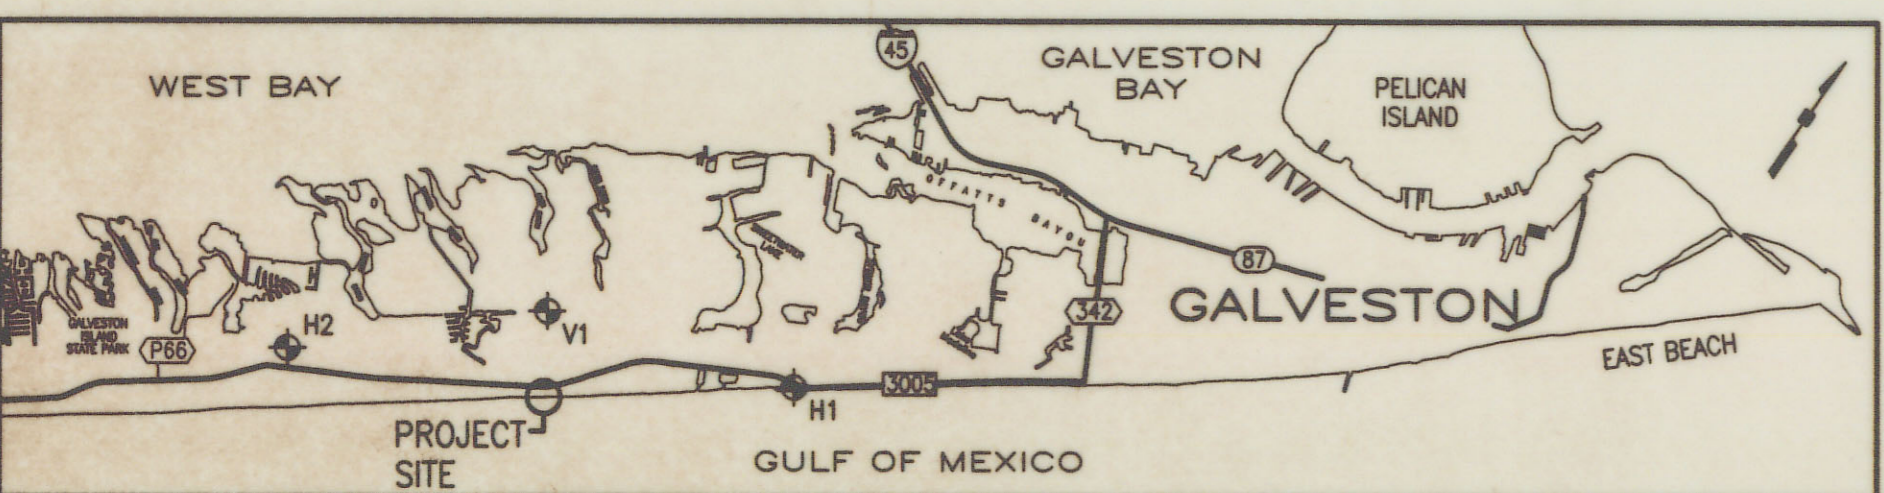 WEST BAY
45
GALVESTON
BAY
PELICAN
ISLAND
OFFATTS BAYOU
LAKE
87
GALVESTON
342
GALVESTON
ISLAND
STATE PARK
P66
H2
V1
EAST BEACH
3005
H1
PROJECT
SITE
GULF OF MEXICO